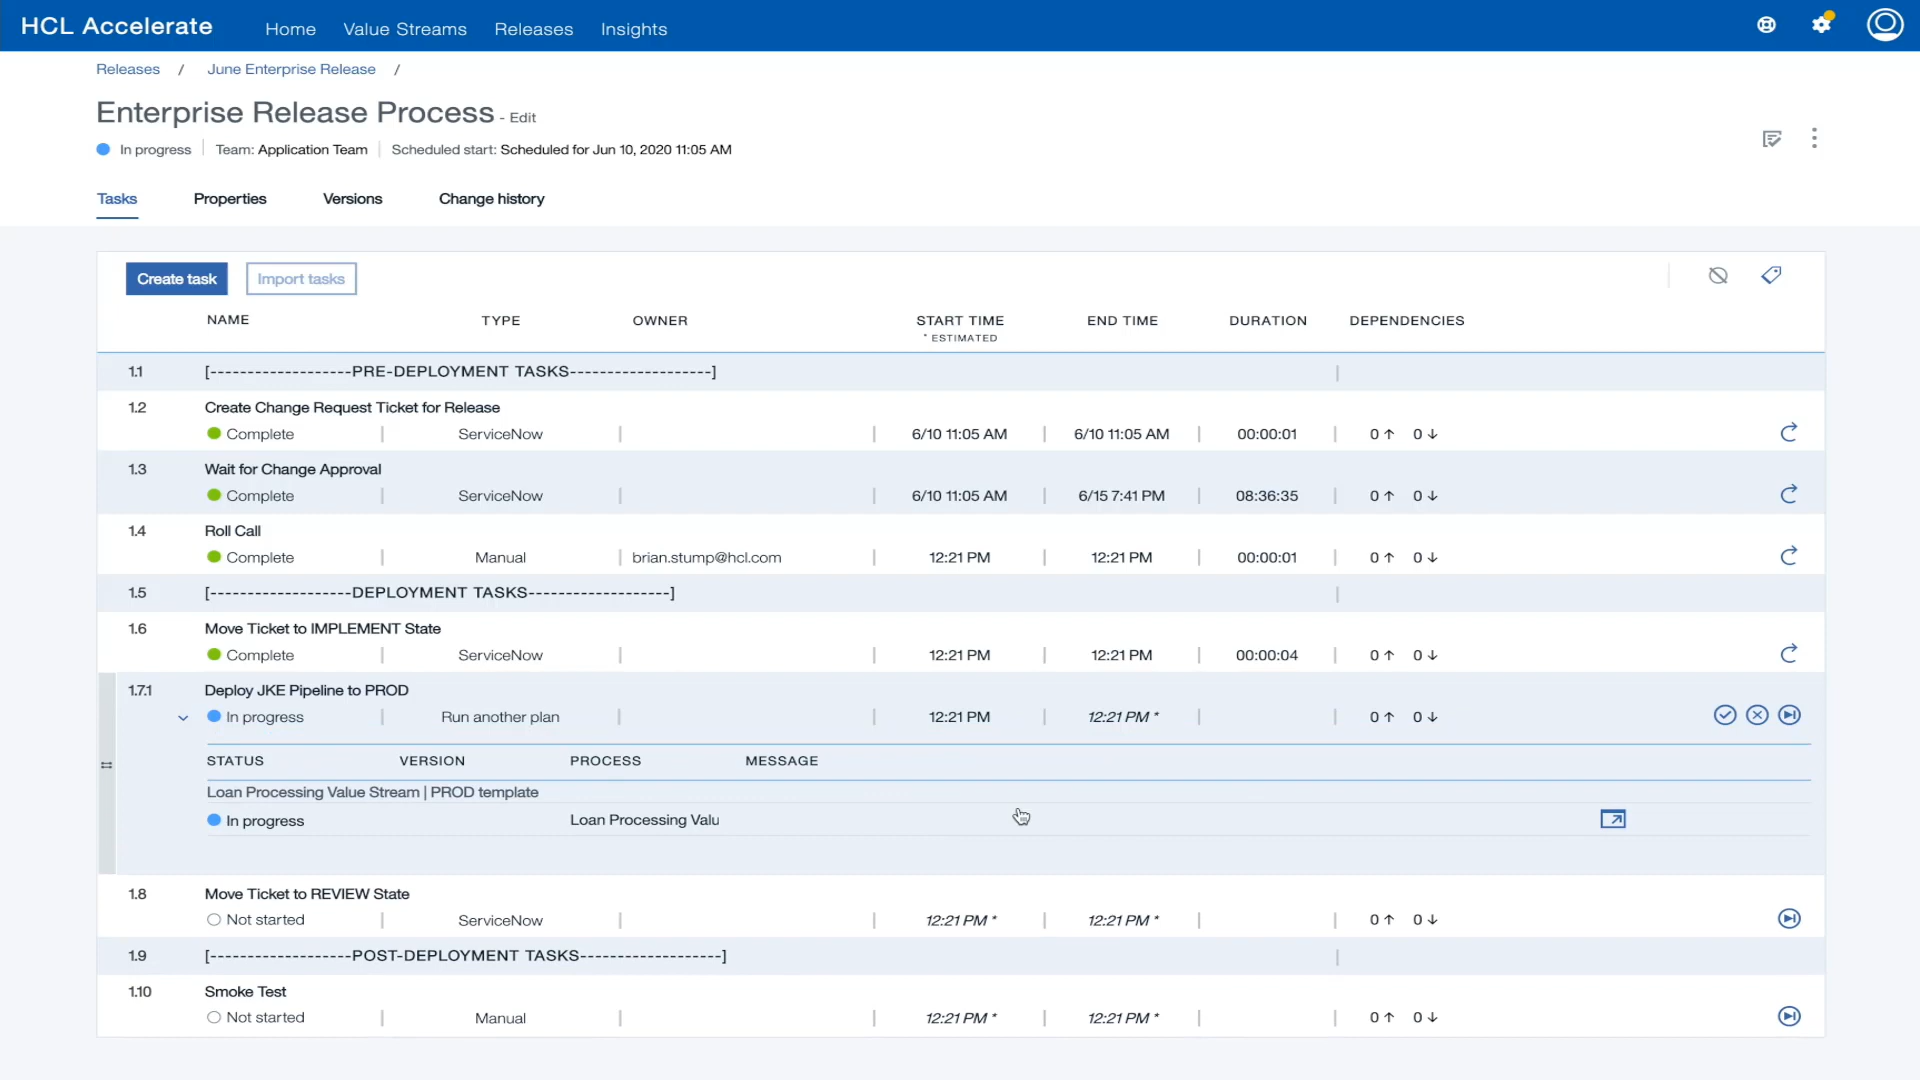 HCL Accelerate Home Value Streams Releases Insights
Releases / June Enterprise Release /
Enterprise Release Process - Edit
In progress Team: Application Team Scheduled start: Scheduled for Jun 10, 2020 11:05 AM
Tasks Properties Versions Change history
Create task Import tasks
NAME TYPE OWNER START TIME END TIME DURATION DEPENDENCIES
* ESTIMATED
1.1 [-------------------PRE-DEPLOYMENT TASKS-------------------]
1.2 Create Change Request Ticket for Release
Complete ServiceNow 6/10 11:05 AM 6/10 11:05 AM 00:00:01 0 ↑ 0 ↓
1.3 Wait for Change Approval
Complete ServiceNow 6/10 11:05 AM 6/15 7:41 PM 08:36:35 0 ↑ 0 ↓
1.4 Roll Call
Complete Manual brian.stump@hcl.com 12:21 PM 12:21 PM 00:00:01 0 ↑ 0 ↓
1.5 [-------------------DEPLOYMENT TASKS-------------------]
1.6 Move Ticket to IMPLEMENT State
Complete ServiceNow 12:21 PM 12:21 PM 00:00:04 0 ↑ 0 ↓
1.7.1 Deploy JKE Pipeline to PROD
In progress Run another plan 12:21 PM 12:21 PM * 0 ↑ 0 ↓
STATUS VERSION PROCESS MESSAGE
Loan Processing Value Stream | PROD template
In progress Loan Processing Valu
1.8 Move Ticket to REVIEW State
Not started ServiceNow 12:21 PM * 12:21 PM * 0 ↑ 0 ↓
1.9 [-------------------POST-DEPLOYMENT TASKS-------------------]
1.10 Smoke Test
Not started Manual 12:21 PM * 12:21 PM * 0 ↑ 0 ↓